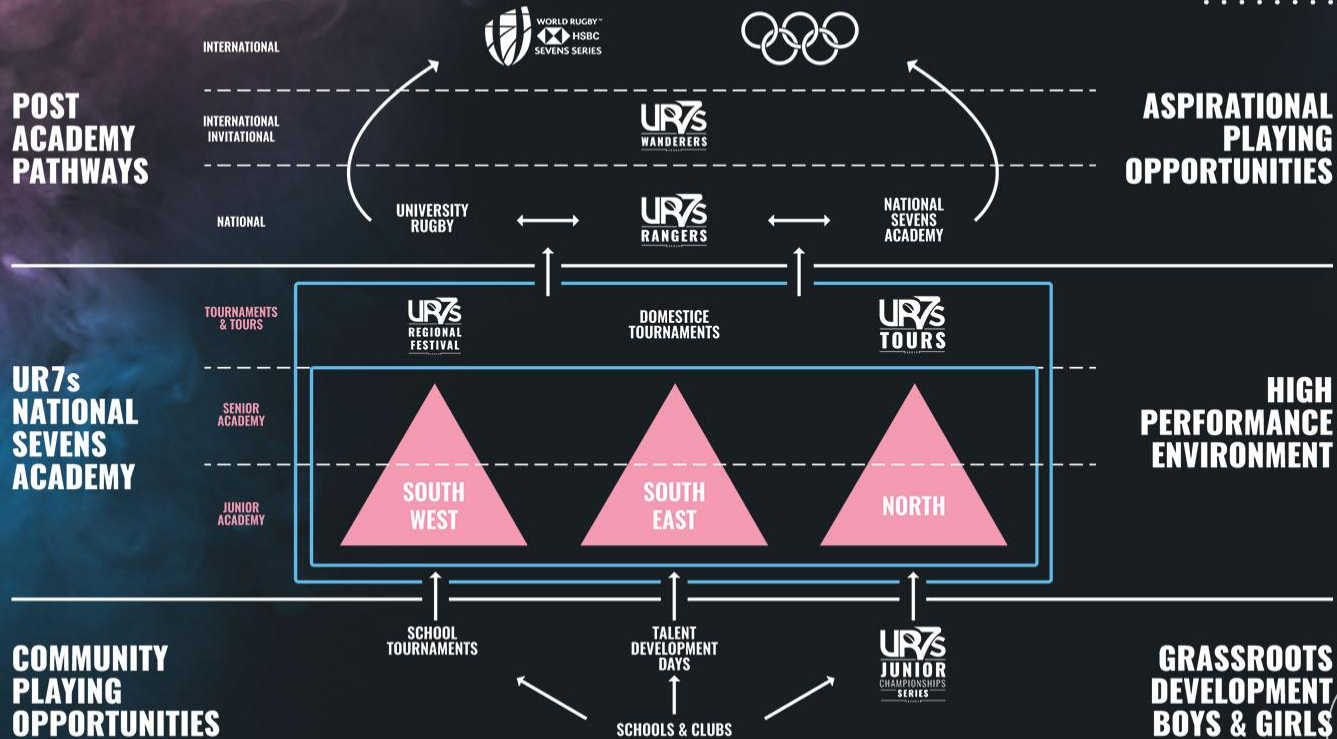 WORLD RUGBY™
HSBC
SEVENS SERIES
INTERNATIONAL
POST
ACADEMY
PATHWAYS
INTERNATIONAL
INVITATIONAL
UR7s
WANDERERS
ASPIRATIONAL
PLAYING
OPPORTUNITIES
NATIONAL
UNIVERSITY
RUGBY
UR7s
RANGERS
NATIONAL
SEVENS
ACADEMY
TOURNAMENTS
& TOURS
UR7s
REGIONAL
FESTIVAL
DOMESTICE
TOURNAMENTS
UR7s
TOURS
UR7s
NATIONAL
SEVENS
ACADEMY
SENIOR
ACADEMY
HIGH
PERFORMANCE
ENVIRONMENT
JUNIOR
ACADEMY
SOUTH
WEST
SOUTH
EAST
NORTH
COMMUNITY
PLAYING
OPPORTUNITIES
SCHOOL
TOURNAMENTS
TALENT
DEVELOPMENT
DAYS
UR7s
JUNIOR
CHAMPIONSHIPS
SERIES
SCHOOLS & CLUBS
GRASSROOTS
DEVELOPMENT
BOYS & GIRLS